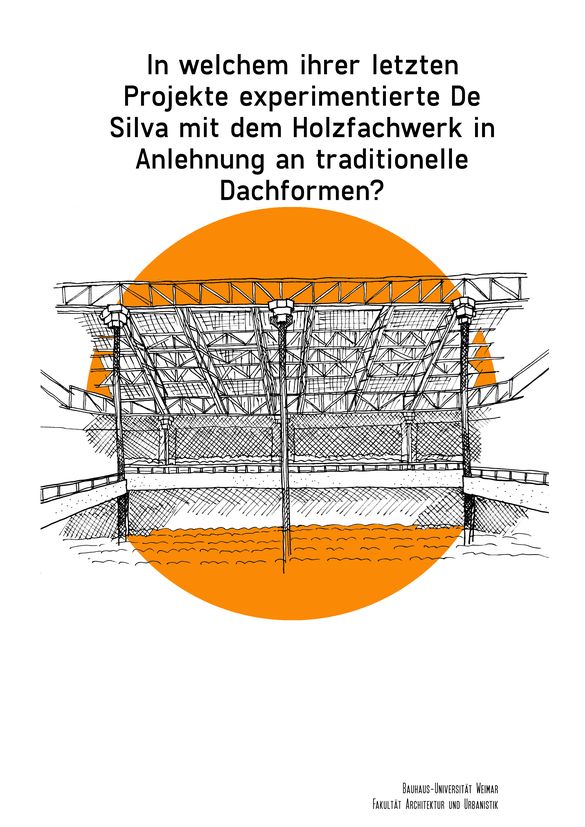 In welchem ihrer letzten
Projekte experimentierte De
Silva mit dem Holzfachwerk in
Anlehnung an traditionelle
Dachformen?
Bauhaus-Universität Weimar
Fakultät Architektur und Urbanistik